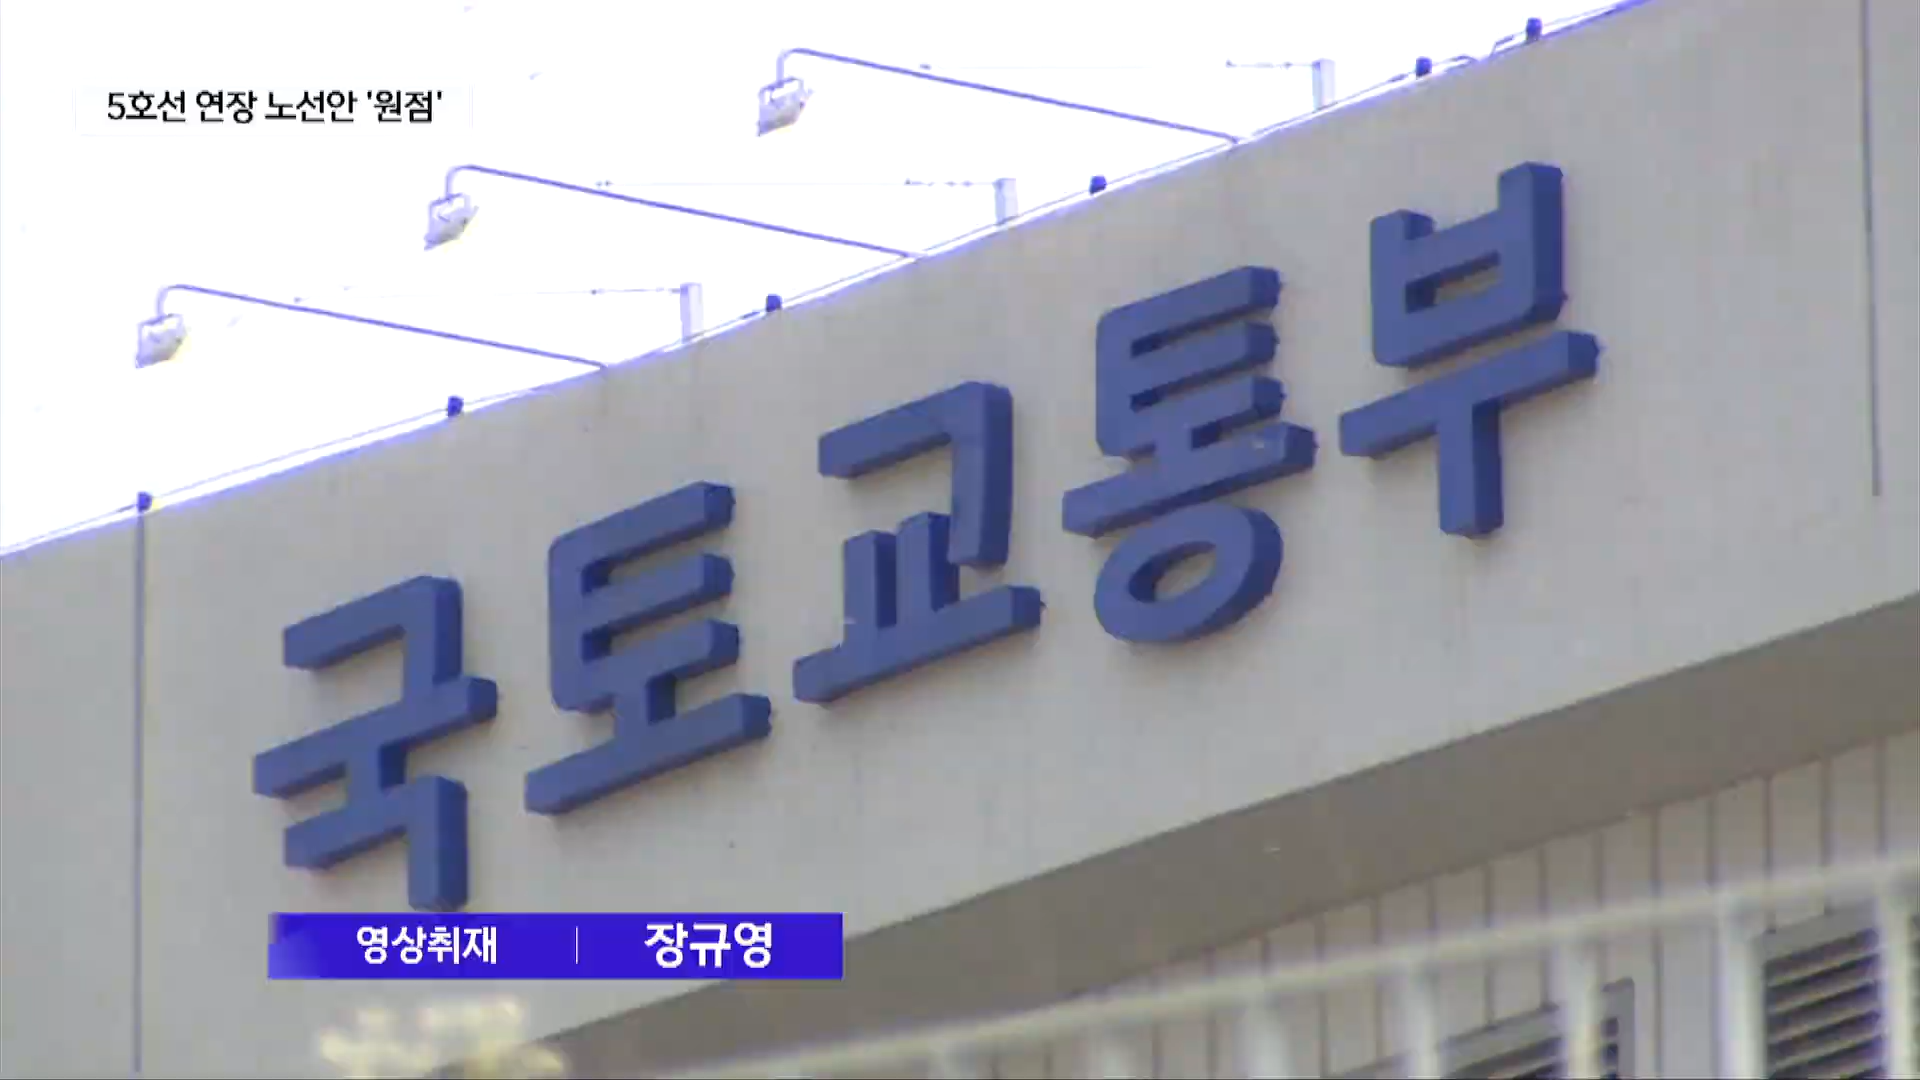 5호선 연장 노선안 '원점'
국토교통부
영상취재 | 장규영